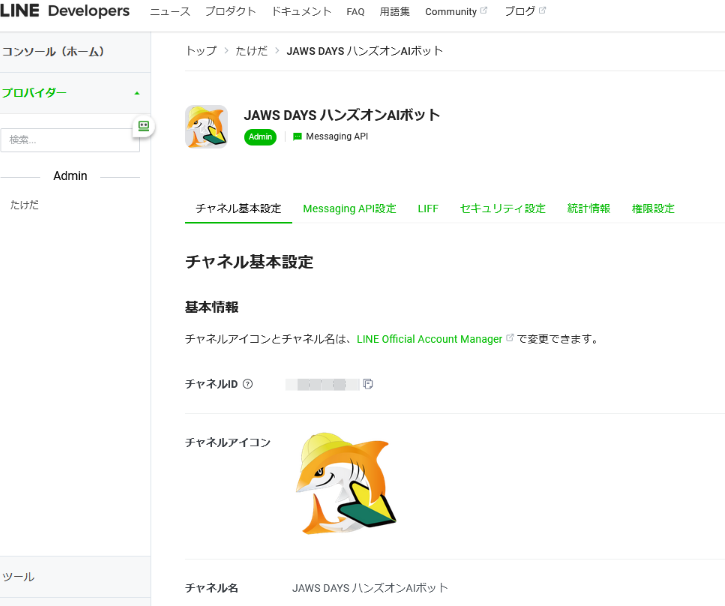 LINE Developers ニュース プロダクト ドキュメント FAQ 用語集 Community ブログ
コンソール（ホーム）
プロバイダー
検索...
Admin
たけだ
トップ > たけだ > JAWS DAYS ハンズオンAIボット
JAWS DAYS ハンズオンAIボット
Admin Messaging API
チャネル基本設定 Messaging API設定 LIFF セキュリティ設定 統計情報 権限設定
チャネル基本設定
基本情報
チャネルアイコンとチャネル名は、LINE Official Account Manager で変更できます。
チャネルID
チャネルアイコン
チャネル名 JAWS DAYS ハンズオンAIボット
ツール